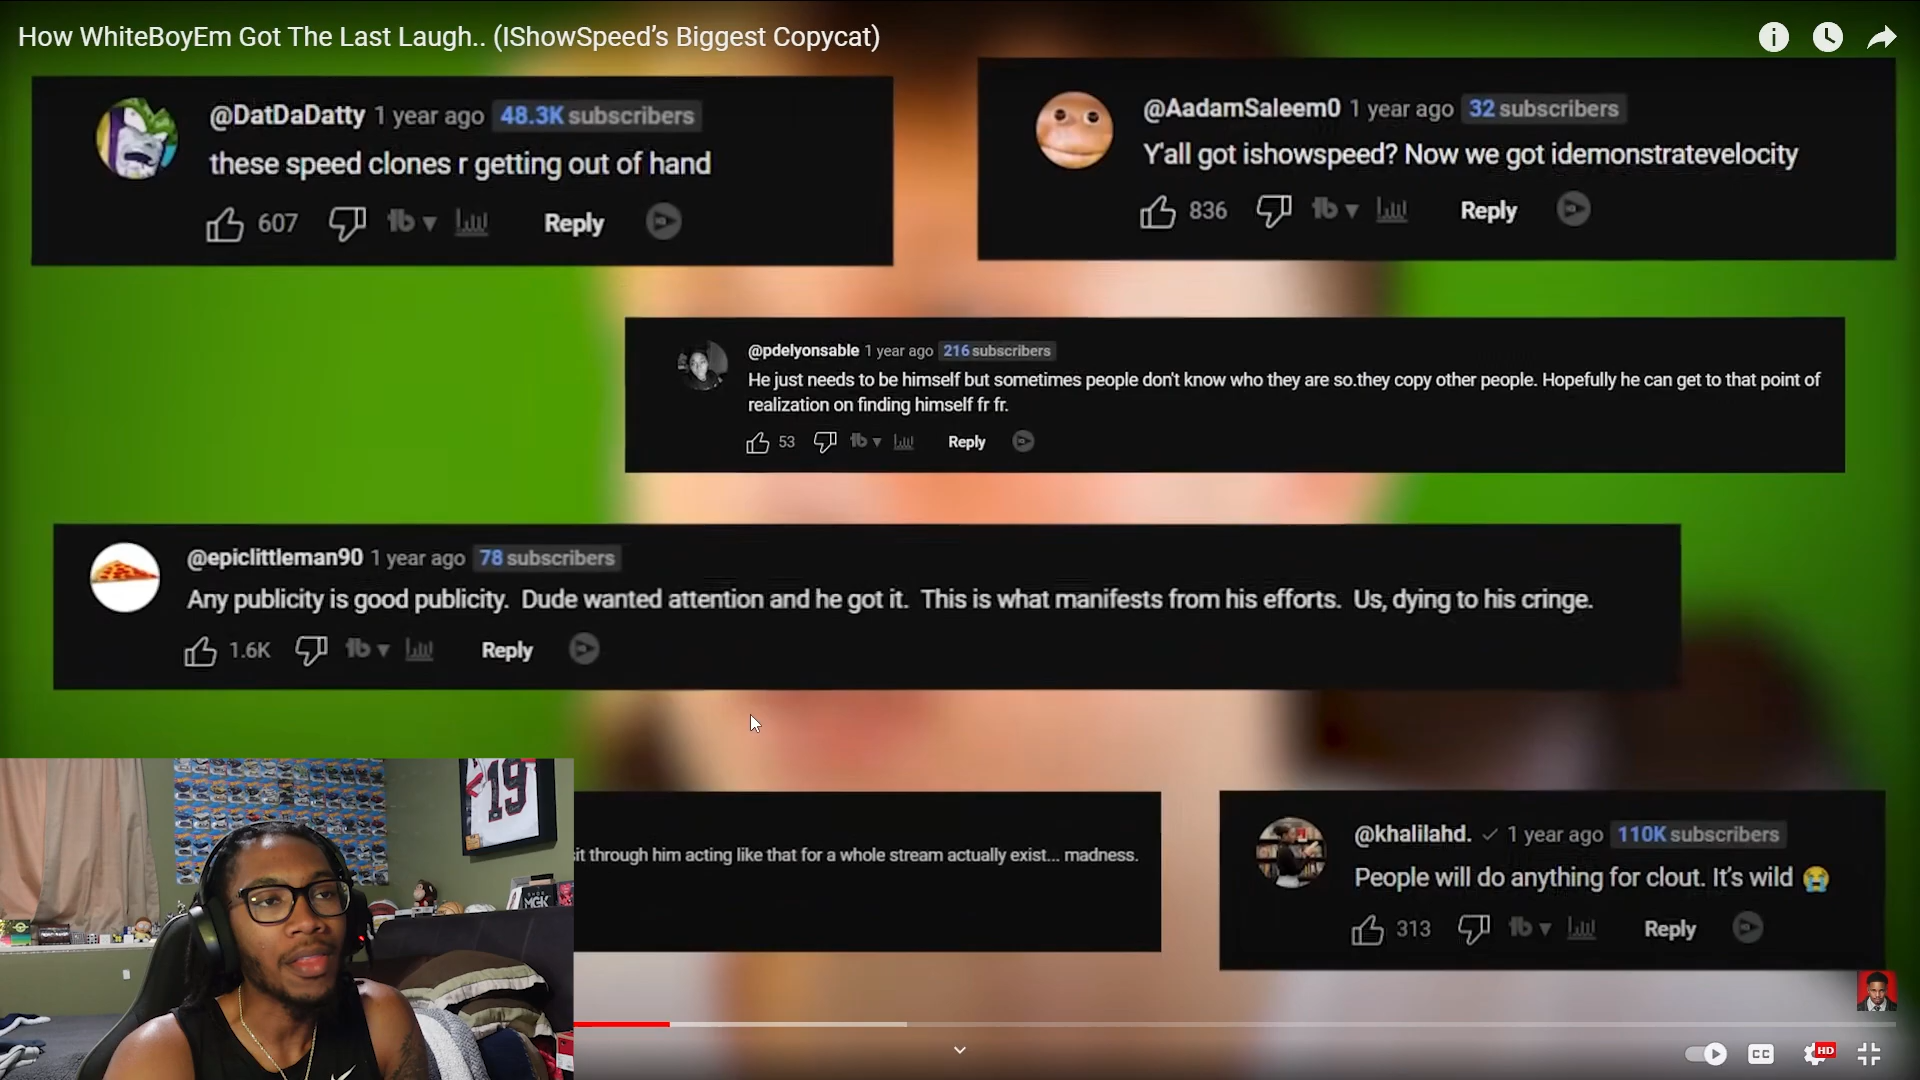 How WhiteBoyEm Got The Last Laugh.. (IShowSpeed’s Biggest Copycat)
@DatDaDatty 1 year ago 48.3K subscribers
these speed clones r getting out of hand
607 Reply
@AadamSaleem0 1 year ago 32 subscribers
Y'all got ishowspeed? Now we got idemonstratevelocity
836 Reply
@pdelyonsable 1 year ago 216 subscribers
He just needs to be himself but sometimes people don't know who they are so.they copy other people. Hopefully he can get to that point of
realization on finding himself fr fr.
53 Reply
@epiclittleman90 1 year ago 78 subscribers
Any publicity is good publicity. Dude wanted attention and he got it. This is what manifests from his efforts. Us, dying to his cringe.
1.6K Reply
19
MGK
sit through him acting like that for a whole stream actually exist... madness.
@khalilahd. 1 year ago 110K subscribers
People will do anything for clout. It’s wild 😭
313 Reply
CC HD